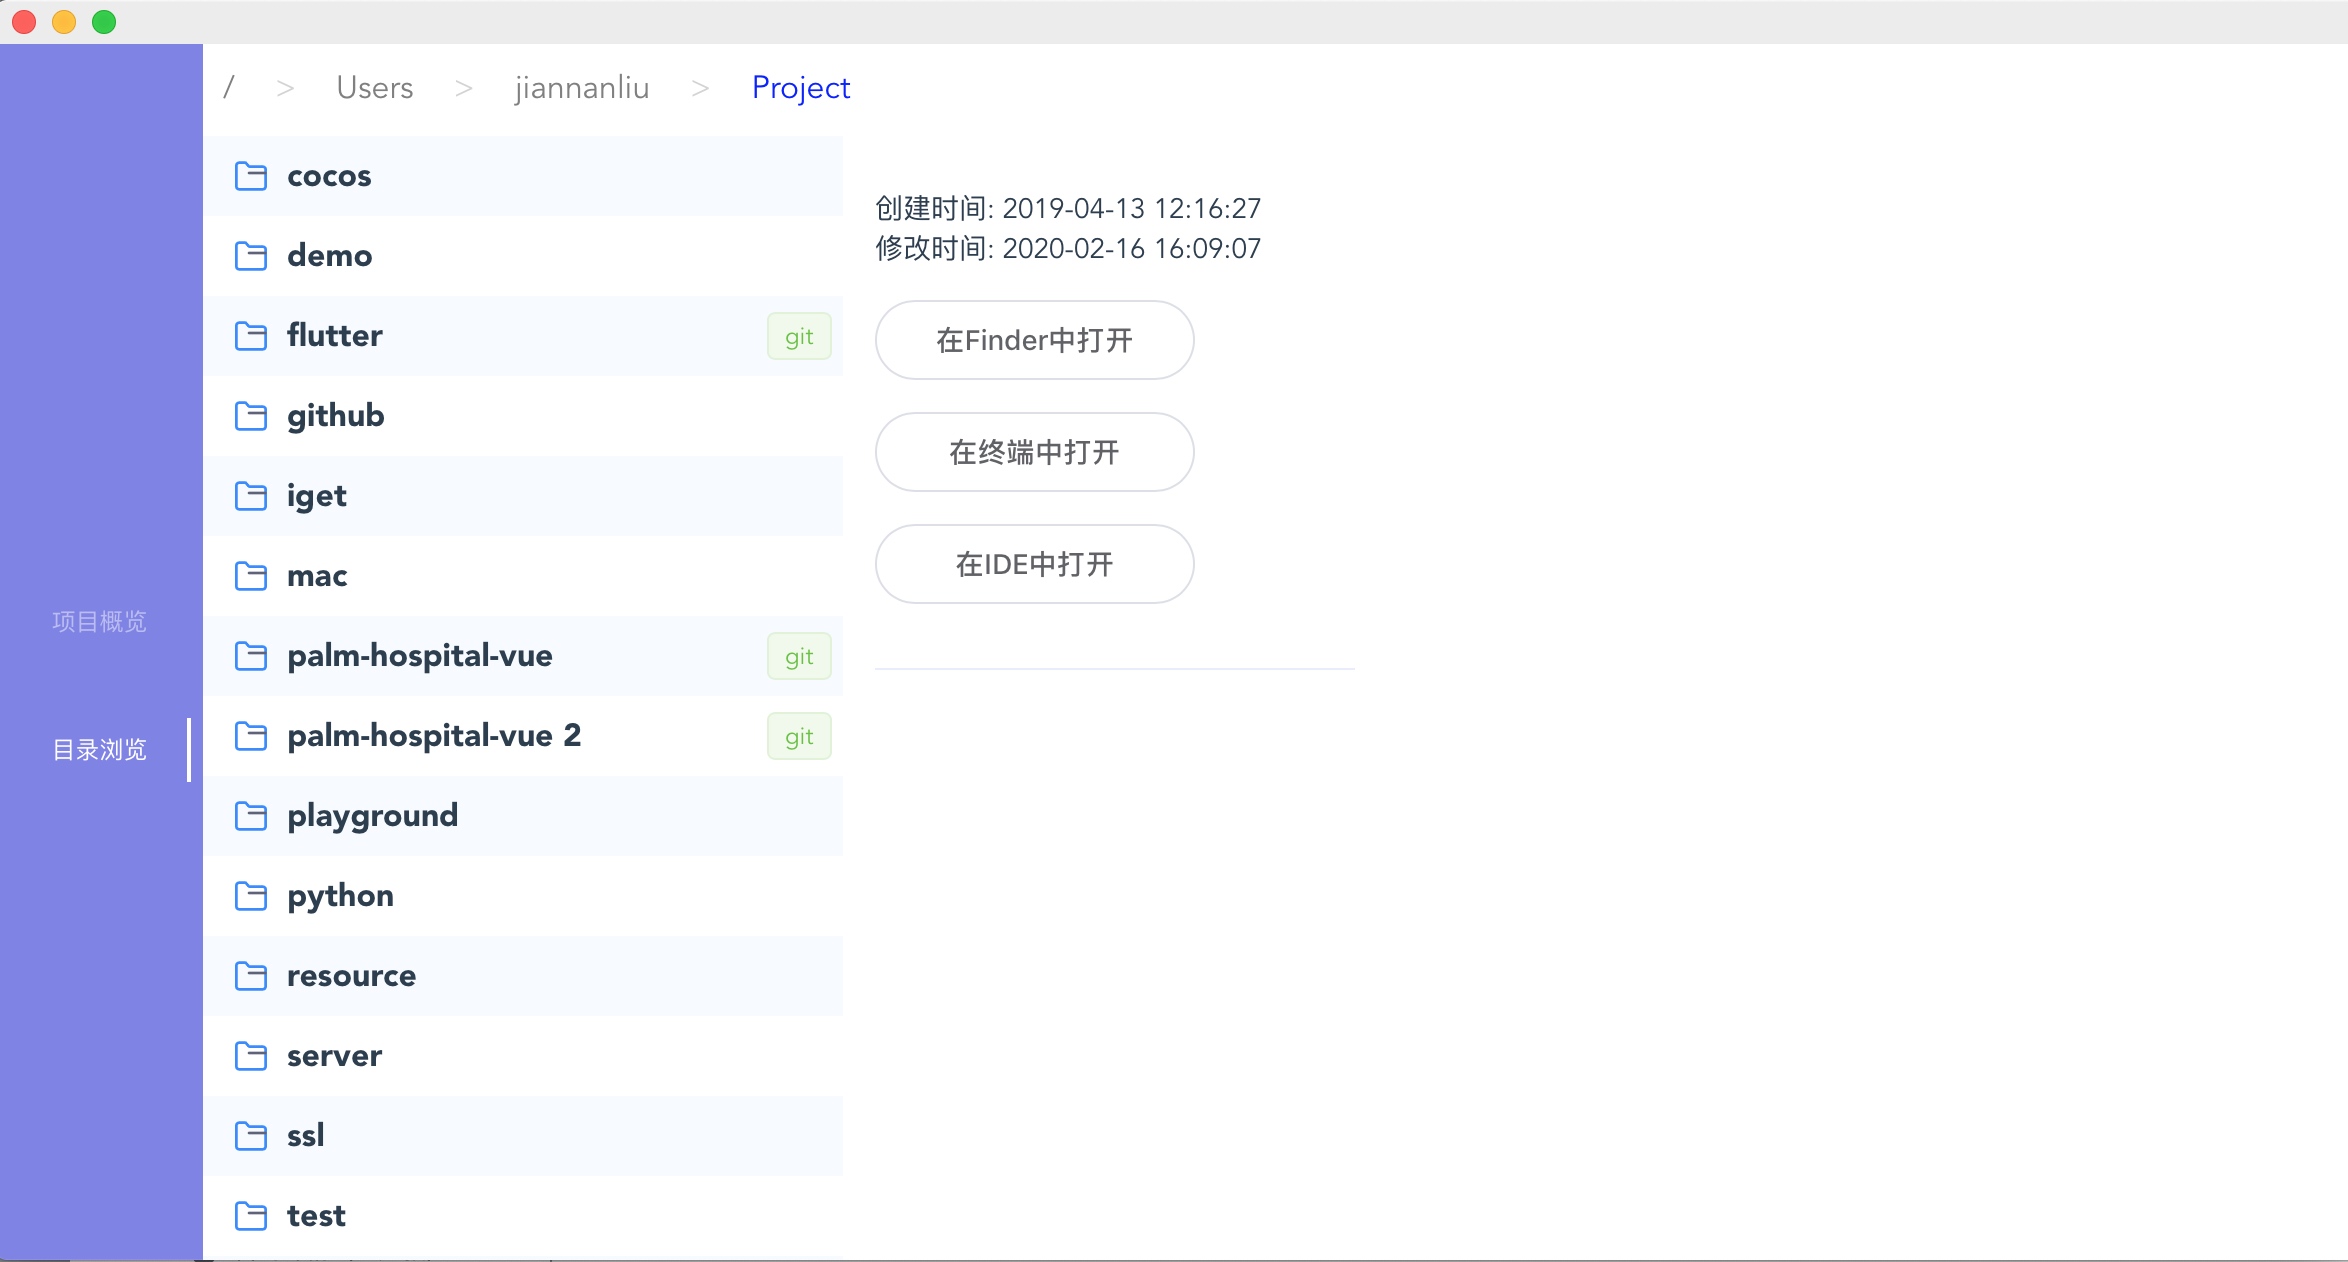 / > Users > jiannanliu > Project
项目概览
目录浏览
cocos
demo
flutter git
github
iget
mac
palm-hospital-vue git
palm-hospital-vue 2 git
playground
python
resource
server
ssl
test
创建时间: 2019-04-13 12:16:27
修改时间: 2020-02-16 16:09:07
在Finder中打开
在终端中打开
在IDE中打开